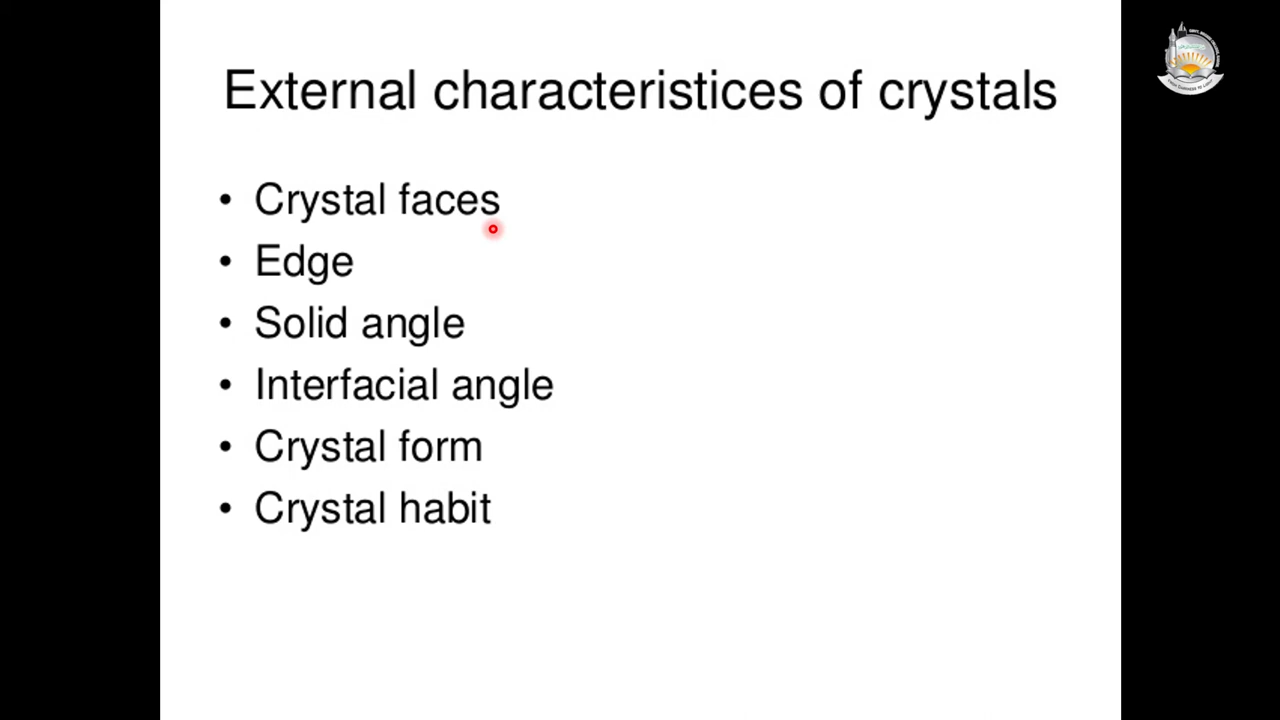 External characteristices of crystals
• Crystal faces
• Edge
• Solid angle
• Interfacial angle
• Crystal form
• Crystal habit